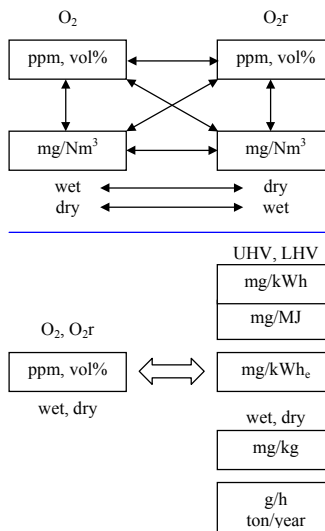 O₂ O₂r
ppm, vol% ppm, vol%
mg/Nm³ mg/Nm³
wet dry
dry wet
UHV, LHV
mg/kWh
mg/MJ
O₂, O₂r
ppm, vol% mg/kWhₑ
wet, dry
wet, dry
mg/kg
g/h
ton/year